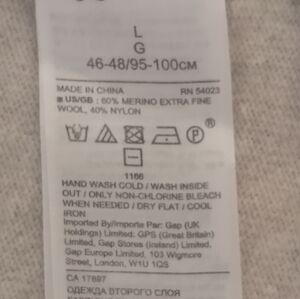 L
G
46-48/95-100CM
MADE IN CHINA RN 54023
US/GB : 60% MERINO EXTRA FINE
WOOL, 40% NYLON
P
1166
HAND WASH COLD / WASH INSIDE
OUT / ONLY NON-CHLORINE BLEACH
WHEN NEEDED / DRY FLAT / COOL
IRON
Imported by/Importe Par: Gap (UK
Holdings) Limited: GPS (Great Britain)
Limited, Gap Stores (Ireland) Limited.
Gap Europe Limited. 103 Wigmore
Street, London, W1U 1QS
CA 17897
ОДЕЖДА ВТОРОГО СЛОЯ